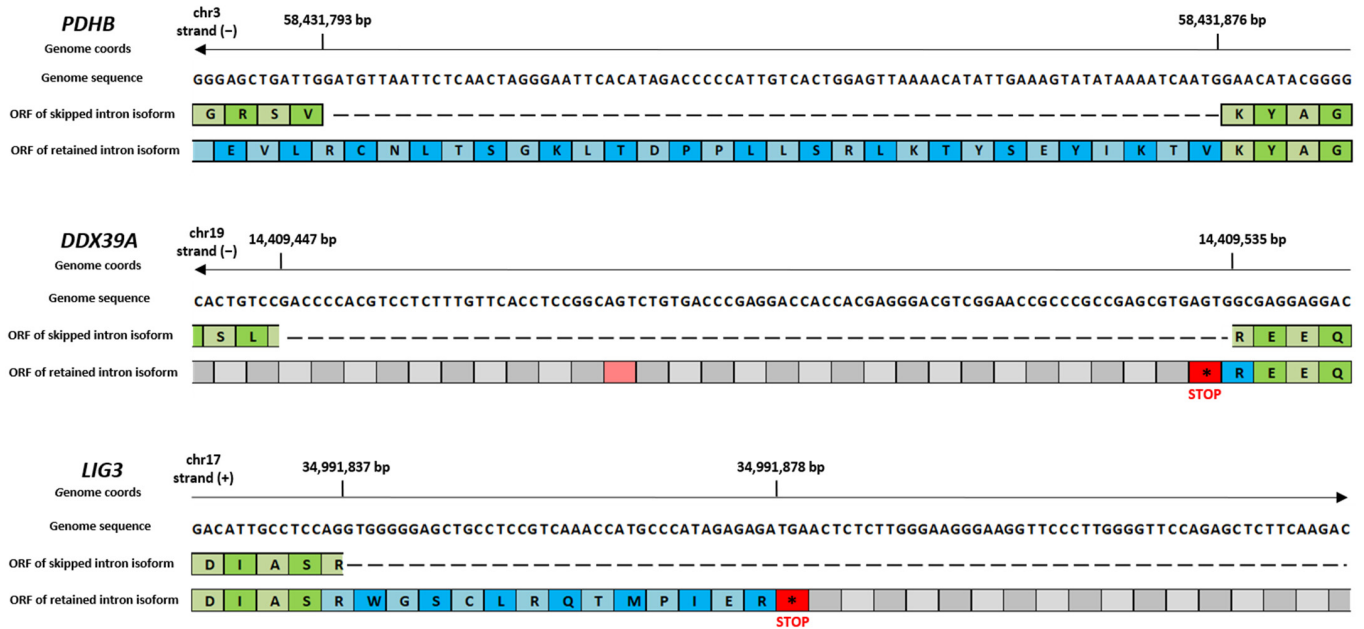 PDHB
chr3
strand (−)
58,431,793 bp
58,431,876 bp
Genome coords
Genome sequence
GGGAGCTGATTGGATGTTAATTCTCAACTAGGGAATTCACATAGACCCCCATTGTCACTGGAGTTAAAACATATTGAAAGTATATAAAATCAATGGAACATACGGGG
ORF of skipped intron isoform
G R S V K Y A G
ORF of retained intron isoform
E V L R C N L T S G K L T D P P L L S R L K T Y S E Y I K T V K Y A G
DDX39A
chr19
strand (−)
14,409,447 bp
14,409,535 bp
Genome coords
Genome sequence
CACTGTCCGACCCCACGTCCTCTTTGTTCACCTCCGGCAGTCTGTGACCCGAGGACCACCACGAGGGACGTCGGAACCGCCCGCCGAGCGTGAGTGGCGAGGAGGAC
ORF of skipped intron isoform
S L R E E Q
ORF of retained intron isoform
* R E E Q
STOP
LIG3
chr17
strand (+)
34,991,837 bp
34,991,878 bp
Genome coords
Genome sequence
GACATTGCCTCCAGGTGGGGGAGCTGCCTCCGTCAAACCATGCCCATAGAGAGATGAACTCTCTTGGGAAGGGAAGGTTCCCTTGGGGTTCCAGAGCTCTTCAAGAC
ORF of skipped intron isoform
D I A S R
ORF of retained intron isoform
D I A S R W G S C L R Q T M P I E R *
STOP